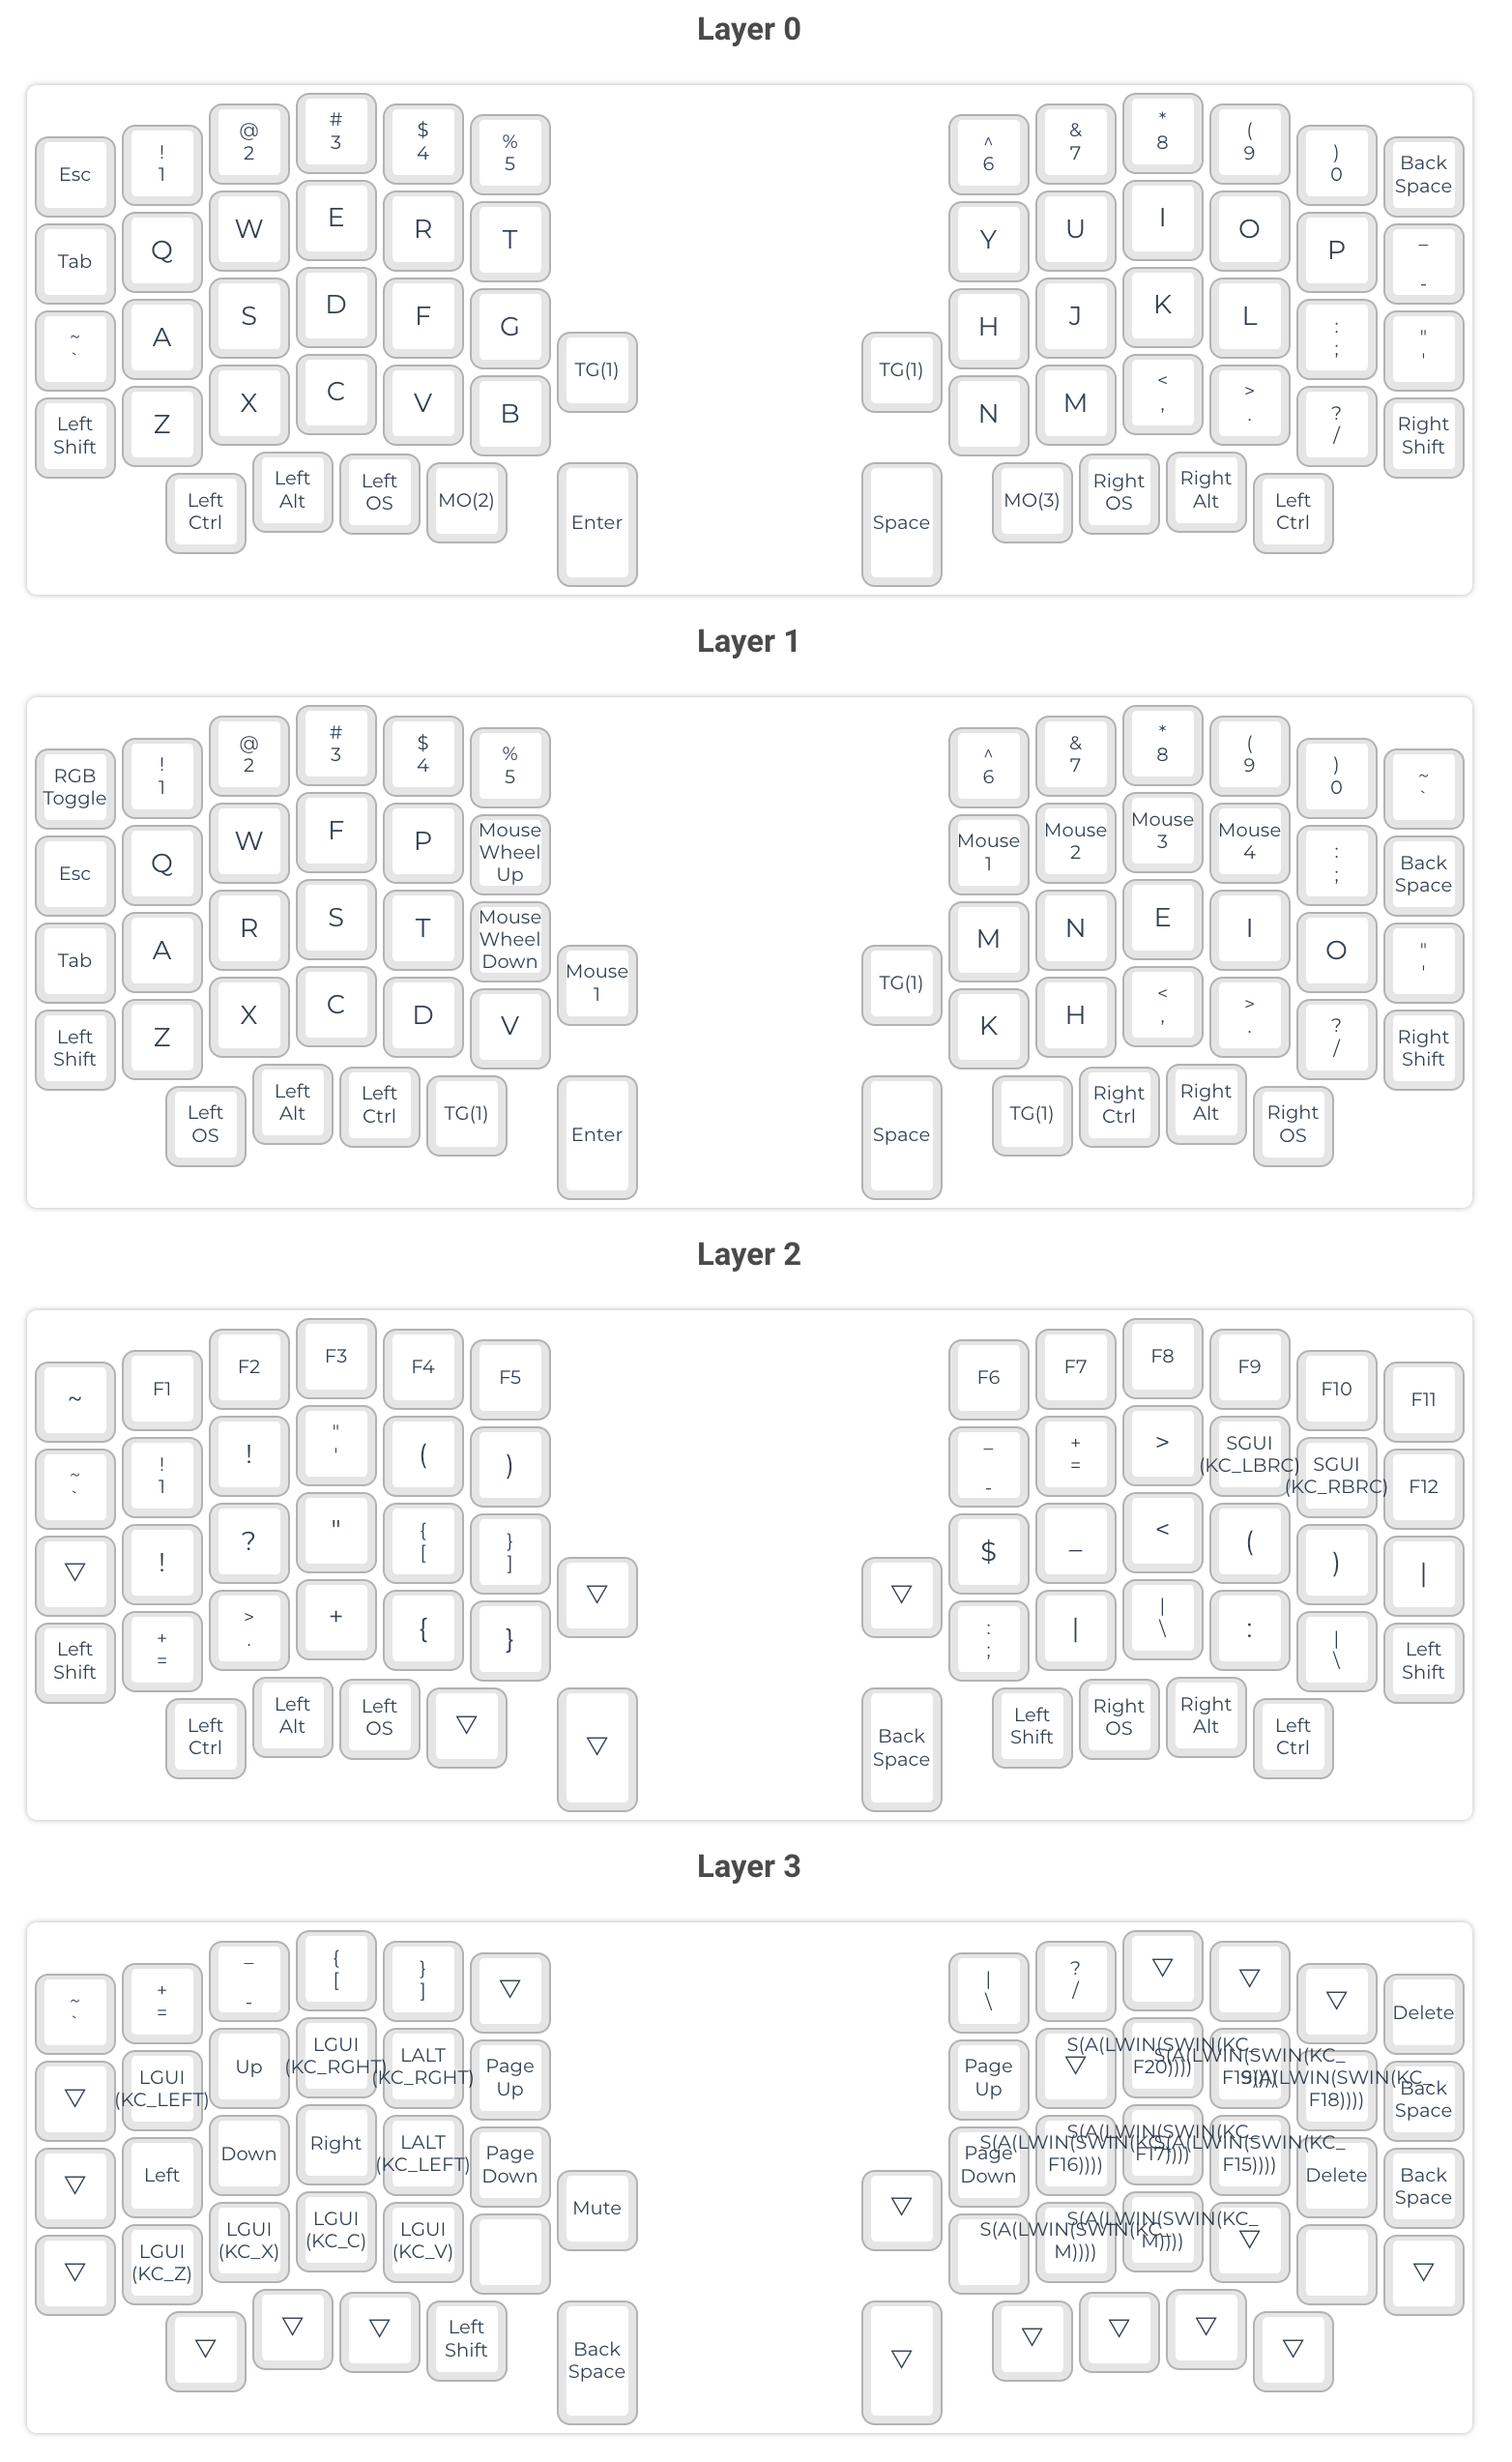 Layer 0
Esc
!
1
@
2
#
3
$
4
%
5
^
6
&
7
*
8
(
9
)
0
Back
Space
Tab
Q
W
E
R
T
Y
U
I
O
P
_
-
~
`
A
S
D
F
G
TG(1)
TG(1)
H
J
K
L
:
;
"
'
Left
Shift
Z
X
C
V
B
N
M
<
,
>
.
?
/
Right
Shift
Left
Ctrl
Left
Alt
Left
OS
MO(2)
Enter
Space
MO(3)
Right
OS
Right
Alt
Left
Ctrl
Layer 1
RGB
Toggle
!
1
@
2
#
3
$
4
%
5
^
6
&
7
*
8
(
9
)
0
~
`
Esc
Q
W
F
P
Mouse
Wheel
Up
Mouse
1
Mouse
2
Mouse
3
Mouse
4
:
;
Back
Space
Tab
A
R
S
T
Mouse
Wheel
Down
Mouse
1
TG(1)
M
N
E
I
O
"
'
Left
Shift
Z
X
C
D
V
K
H
<
,
>
.
?
/
Right
Shift
Left
OS
Left
Alt
Left
Ctrl
TG(1)
Enter
Space
TG(1)
Right
Ctrl
Right
Alt
Right
OS
Layer 2
~
F1
F2
F3
F4
F5
F6
F7
F8
F9
F10
F11
~
`
!
1
!
"
'
(
)
_
-
+
=
>
SGUI
(KC_LBRC)
SGUI
(KC_RBRC)
F12
▽
!
?
"
{
[
}
]
▽
▽
$
_
<
(
)
|
Left
Shift
+
=
>
.
+
{
}
:
;
|
|
\
:
|
\
Left
Shift
Left
Ctrl
Left
Alt
Left
OS
▽
▽
Back
Space
Left
Shift
Right
OS
Right
Alt
Left
Ctrl
Layer 3
~
`
+
=
_
-
{
[
}
]
▽
|
\
?
/
▽
▽
▽
Delete
▽
LGUI
(KC_LEFT)
Up
LGUI
(KC_RGHT)
LALT
(KC_RGHT)
Page
Up
Page
Up
▽
S(A(LWIN(SWIN(KC_
F20))))
S(A(LWIN(SWIN(KC_
F19))))
S(A(LWIN(SWIN(KC_
F18))))
Back
Space
▽
Left
Down
Right
LALT
(KC_LEFT)
Page
Down
Mute
▽
Page
Down
S(A(LWIN(SWIN(KC_
F16))))
S(A(LWIN(SWIN(KC_
F17))))
S(A(LWIN(SWIN(KC_
F15))))
Delete
Back
Space
▽
LGUI
(KC_Z)
LGUI
(KC_X)
LGUI
(KC_C)
LGUI
(KC_V)
S(A(LWIN(SWIN(KC_
M))))
S(A(LWIN(SWIN(KC_
M))))
▽
▽
▽
▽
▽
Left
Shift
Back
Space
▽
▽
▽
▽
▽